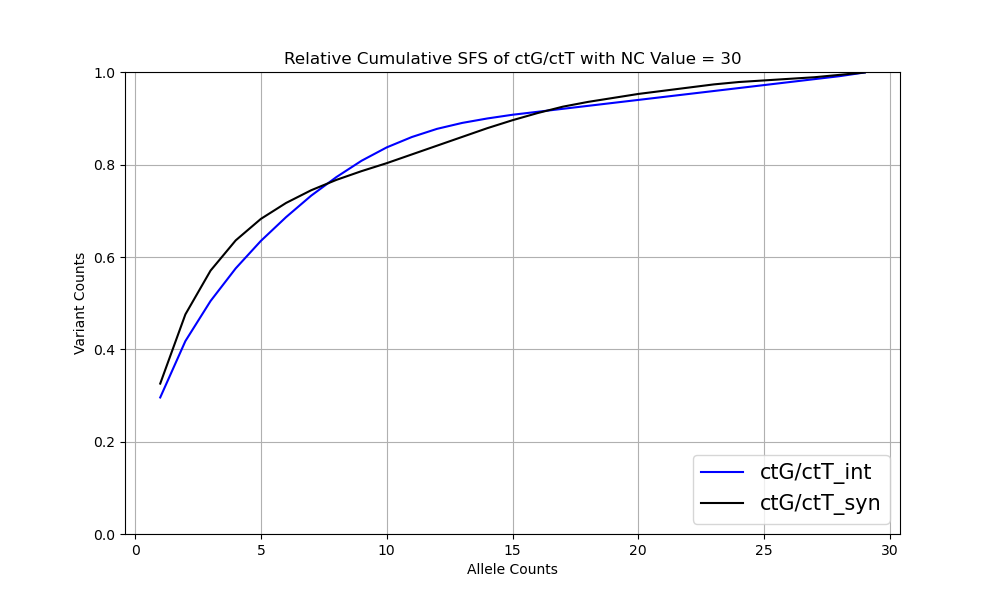 Relative Cumulative SFS of ctG/ctT with NC Value = 30
1.0
0.8
0.6
0.4
0.2
0.0
Variant Counts
0 5 10 15 20 25 30
Allele Counts
ctG/ctT_int
ctG/ctT_syn